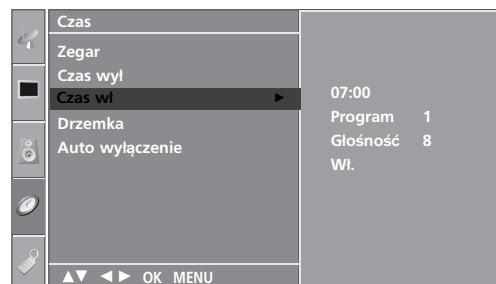 Czas
Zegar
Czas wył
Czas wł ►
Drzemka
Auto wyłączenie
07:00
Program 1
Głośność 8
Wł.
▲▼ ◄► OK MENU